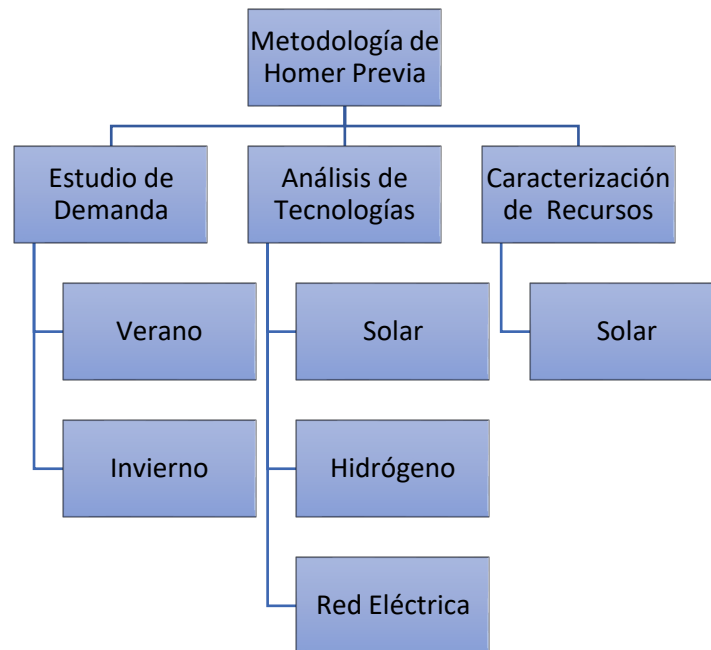 Metodología de
Homer Previa
Estudio de
Demanda
Verano
Invierno
Análisis de
Tecnologías
Solar
Hidrógeno
Red Eléctrica
Caracterización
de Recursos
Solar